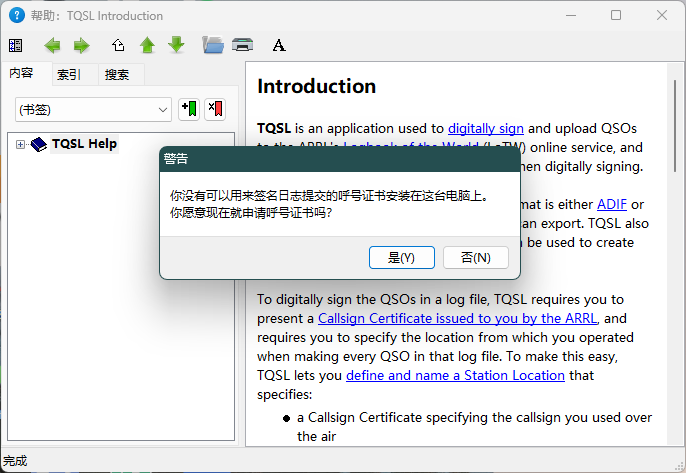 帮助：TQSL Introduction
内容 索引 搜索
(书签)
TQSL Help
Introduction
TQSL is an application used to digitally sign and upload QSOs
to the ARRL's Logbook of the World (LoTW) online service, and
hen digitally signing.
mat is either ADIF or
can export. TQSL also
be used to create
警告
你没有可以用来签名日志提交的呼号证书安装在这台电脑上。
你愿意现在就申请呼号证书吗?
是(Y) 否(N)
To digitally sign the QSOs in a log file, TQSL requires you to
present a Callsign Certificate issued to you by the ARRL, and
requires you to specify the location from which you operated
when making every QSO in that log file. To make this easy,
TQSL lets you define and name a Station Location that
specifies:
● a Callsign Certificate specifying the callsign you used over
the air
完成